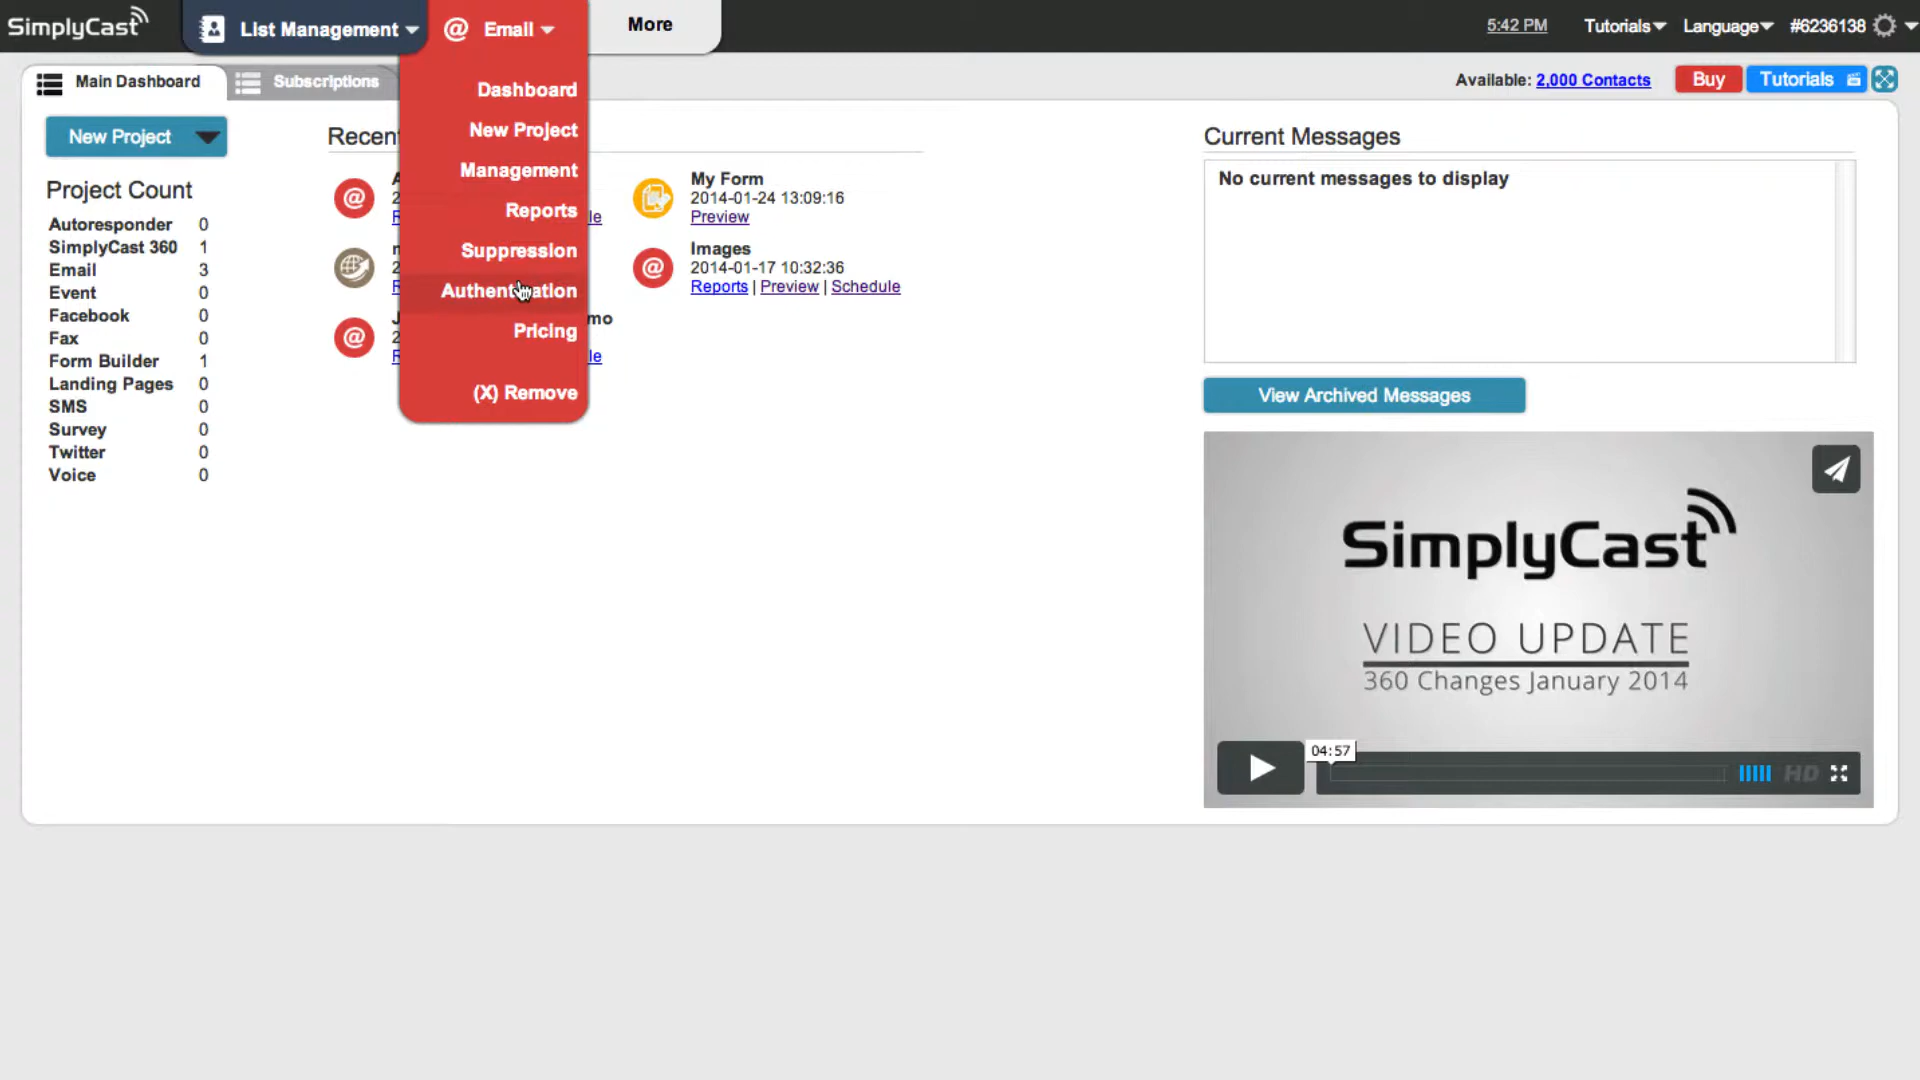 SimplyCast
List Management
@ Email
More
5:42 PM
Tutorials
Language
#6236138
Main Dashboard
Subscriptions
Available: 2,000 Contacts
Buy
Tutorials
Dashboard
New Project
Management
Reports
Suppression
Authentication
Pricing
(X) Remove
New Project
Project Count
Autoresponder 0
SimplyCast 360 1
Email 3
Event 0
Facebook 0
Fax 0
Form Builder 1
Landing Pages 0
SMS 0
Survey 0
Twitter 0
Voice 0
My Form
2014-01-24 13:09:16
Preview
Images
2014-01-17 10:32:36
Reports | Preview | Schedule
Current Messages
No current messages to display
View Archived Messages
SimplyCast
VIDEO UPDATE
360 Changes January 2014
04:57
HD